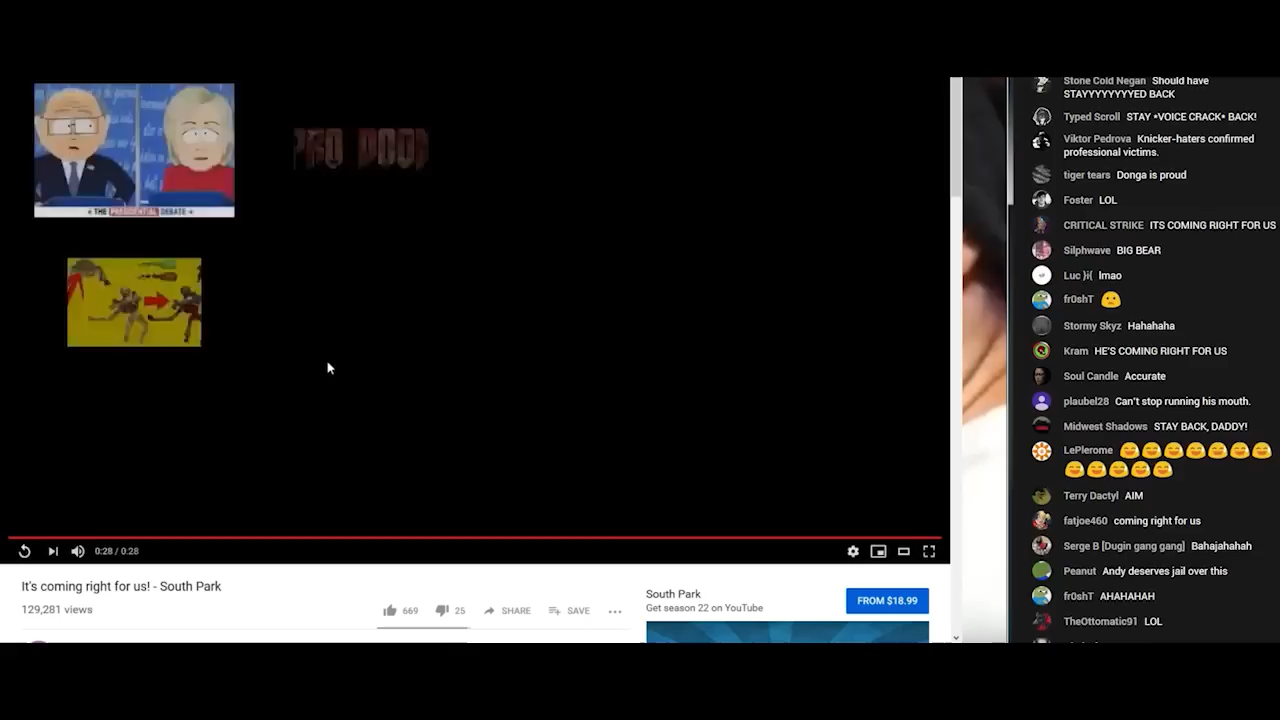 THE PRESIDENTIAL DEBATE
PRO DOOR
0:28 / 0:28
It's coming right for us! - South Park
129,281 views
669
25
SHARE
SAVE
South Park
Get season 22 on YouTube
FROM $18.99
Stone Cold Negan Should have
STAYYYYYYYED BACK
Typed Scroll STAY *VOICE CRACK* BACK!
Viktor Pedrova Knicker-haters confirmed
professional victims.
tiger tears Donga is proud
Foster LOL
CRITICAL STRIKE ITS COMING RIGHT FOR US
Silphwave BIG BEAR
Luc }i{ lmao
fr0shT
Stormy Skyz Hahahaha
Kram HE'S COMING RIGHT FOR US
Soul Candle Accurate
plaubel28 Can't stop running his mouth.
Midwest Shadows STAY BACK, DADDY!
LePlerome
Terry Dactyl AIM
fatjoe460 coming right for us
Serge B [Dugin gang gang] Bahajahahah
Peanut Andy deserves jail over this
fr0shT AHAHAHAH
TheOttomatic91 LOL